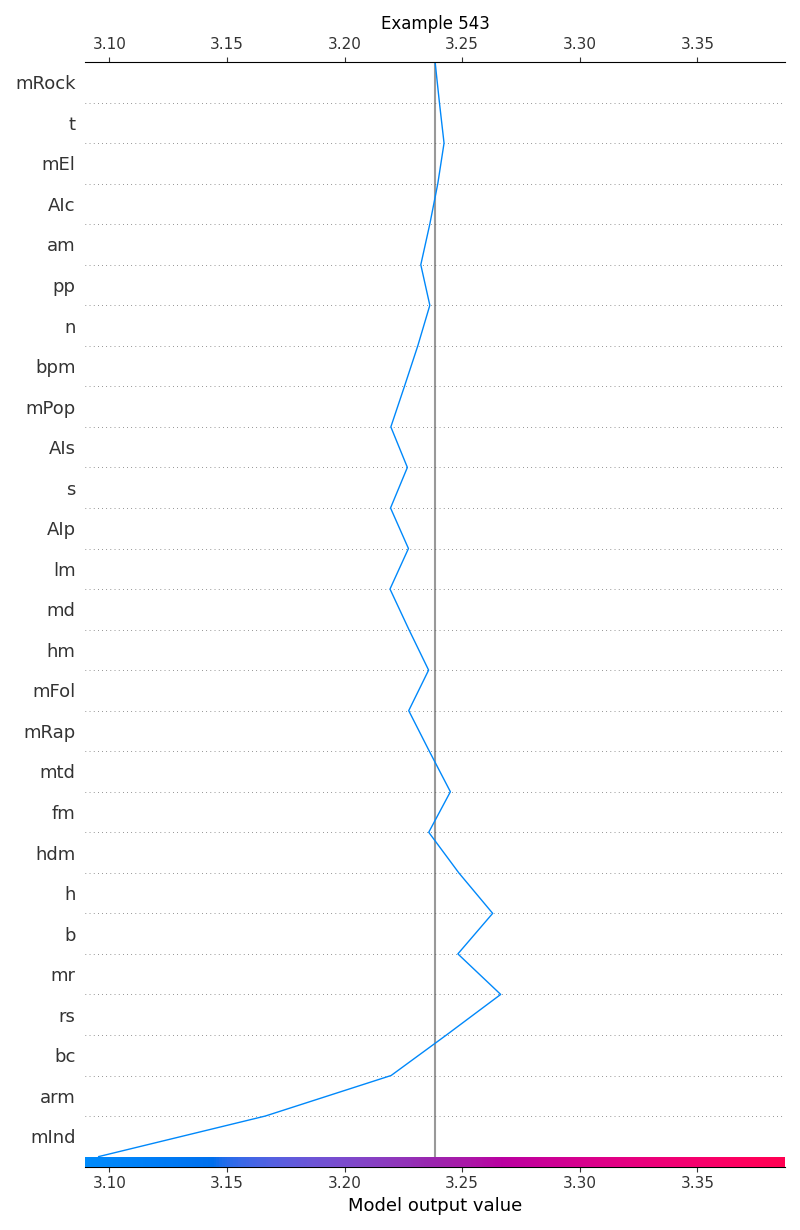 Example 543
3.10 3.15 3.20 3.25 3.30 3.35
mRock
t
mEl
AIc
am
pp
n
bpm
mPop
AIs
s
AIp
lm
md
hm
mFol
mRap
mtd
fm
hdm
h
b
mr
rs
bc
arm
mInd
3.10 3.15 3.20 3.25 3.30 3.35
Model output value